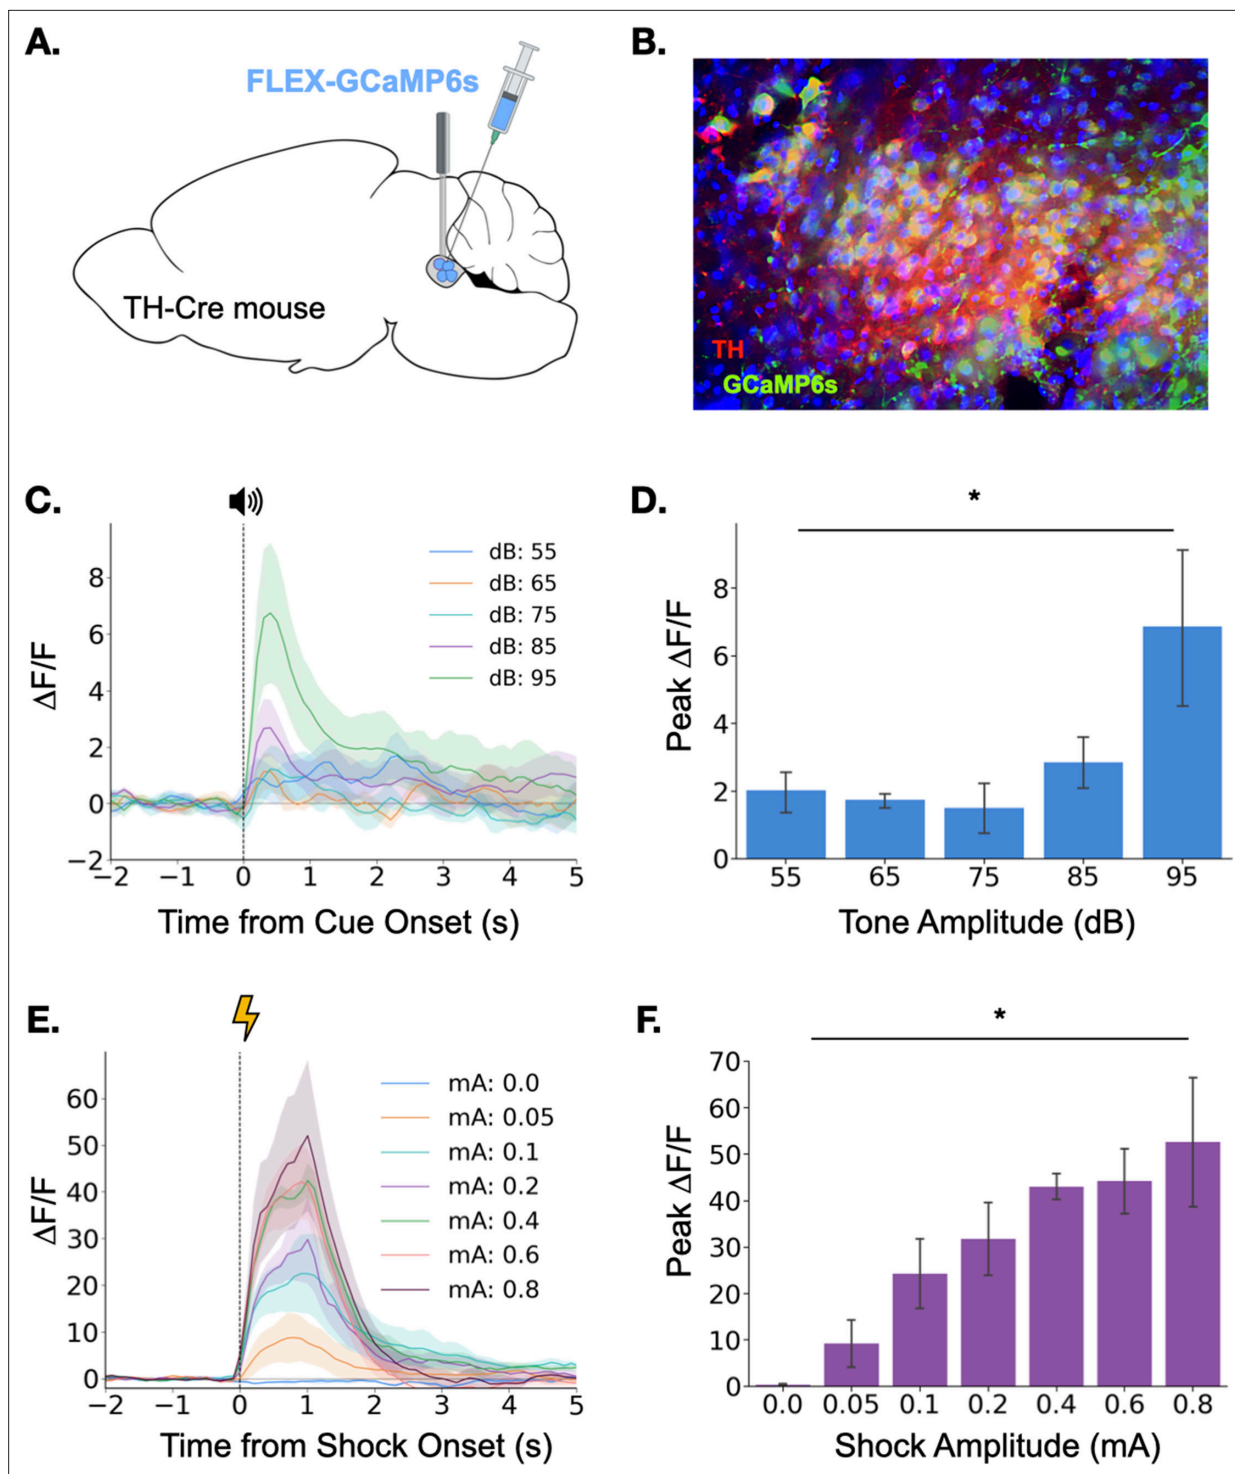 A.
FLEX-GCaMP6s
TH-Cre mouse
B.
TH
GCaMP6s
C.
ΔF/F
8
6
4
2
0
−2
dB: 55
dB: 65
dB: 75
dB: 85
dB: 95
−2 −1 0 1 2 3 4 5
Time from Cue Onset (s)
D.
*
Peak ΔF/F
8
6
4
2
0
55 65 75 85 95
Tone Amplitude (dB)
E.
ΔF/F
60
50
40
30
20
10
0
mA: 0.0
mA: 0.05
mA: 0.1
mA: 0.2
mA: 0.4
mA: 0.6
mA: 0.8
−2 −1 0 1 2 3 4 5
Time from Shock Onset (s)
F.
*
Peak ΔF/F
70
60
50
40
30
20
10
0
0.0 0.05 0.1 0.2 0.4 0.6 0.8
Shock Amplitude (mA)